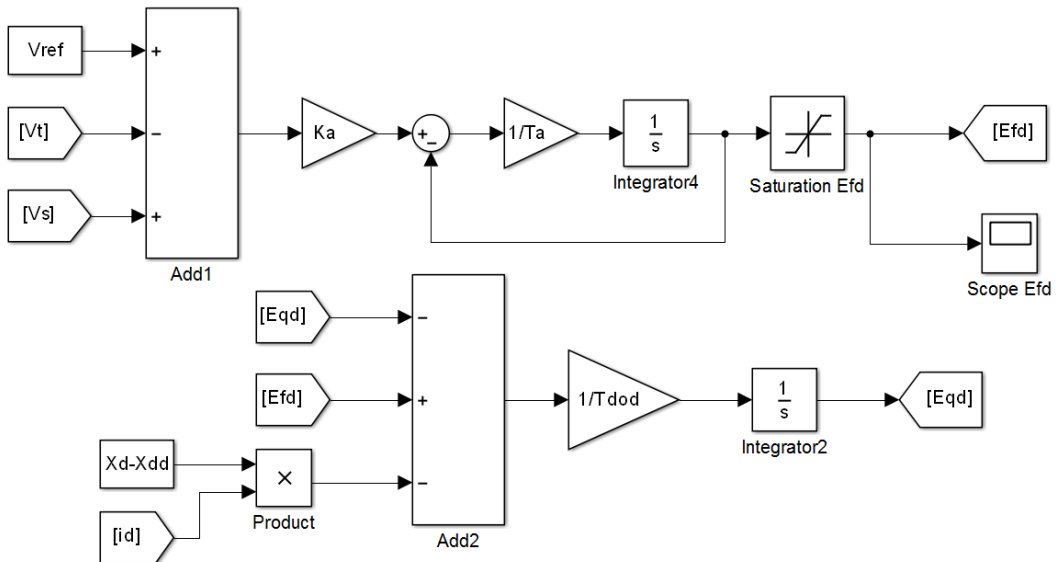 Vref
+
[Vt]
−
[Vs]
+
Add1
Ka
+
−
1/Ta
1
s
Integrator4
Saturation Efd
[Efd]
Scope Efd
[Eqd]
−
[Efd]
+
Xd-Xdd
[id]
×
Product
−
Add2
1/Tdod
1
s
Integrator2
[Eqd]